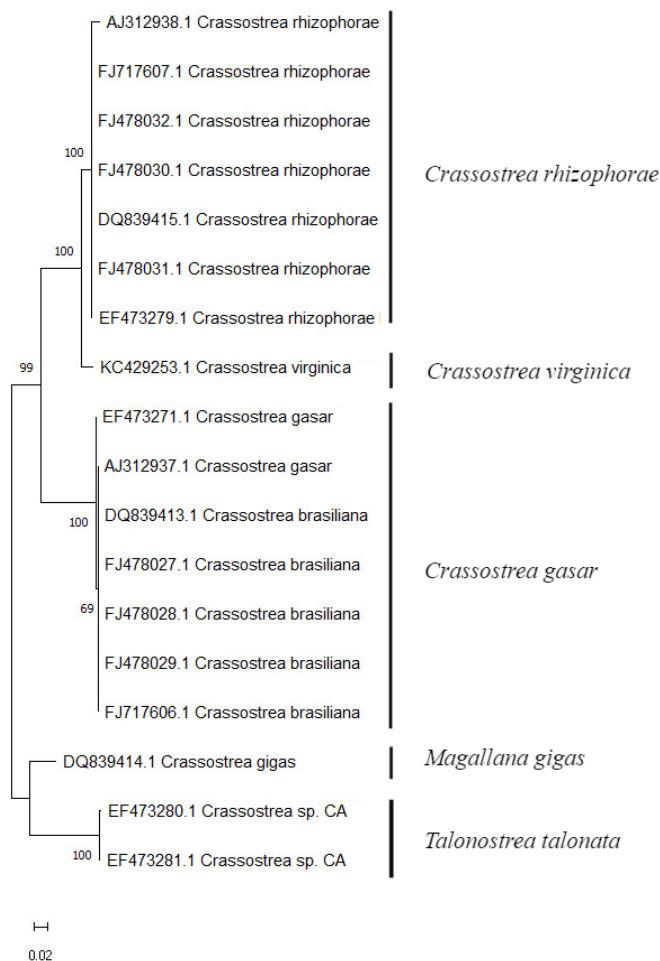 AJ312938.1 Crassostrea rhizophorae
FJ717607.1 Crassostrea rhizophorae
FJ478032.1 Crassostrea rhizophorae
100
FJ478030.1 Crassostrea rhizophorae
Crassostrea rhizophorae
DQ839415.1 Crassostrea rhizophorae
100
FJ478031.1 Crassostrea rhizophorae
EF473279.1 Crassostrea rhizophorae
99
KC429253.1 Crassostrea virginica
Crassostrea virginica
EF473271.1 Crassostrea gasar
AJ312937.1 Crassostrea gasar
100
DQ839413.1 Crassostrea brasiliana
FJ478027.1 Crassostrea brasiliana
Crassostrea gasar
69
FJ478028.1 Crassostrea brasiliana
FJ478029.1 Crassostrea brasiliana
FJ717606.1 Crassostrea brasiliana
DQ839414.1 Crassostrea gigas
Magallana gigas
EF473280.1 Crassostrea sp. CA
Talonostrea talonata
100
EF473281.1 Crassostrea sp. CA
0.02